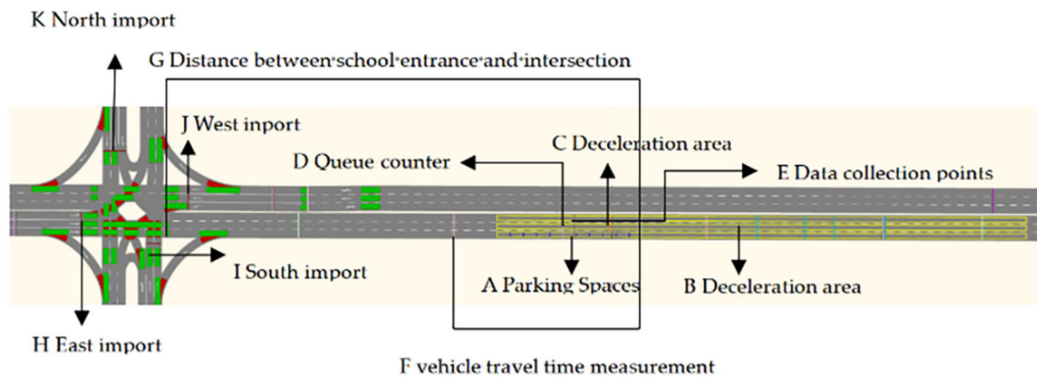 K North import
G Distance between school entrance and intersection
J West inport
C Deceleration area
D Queue counter
E Data collection points
I South import
A Parking Spaces
B Deceleration area
H East import
F vehicle travel time measurement